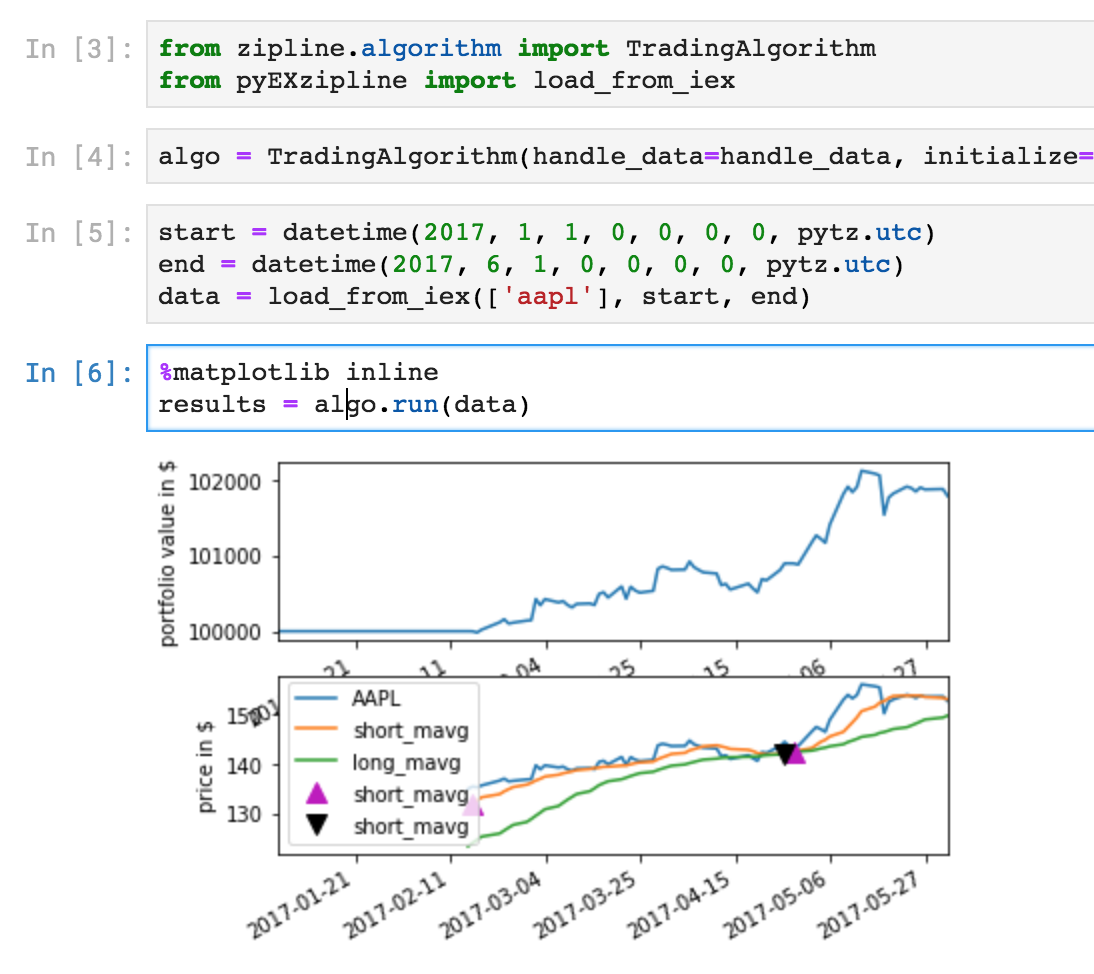 In [3]:
from zipline.algorithm import TradingAlgorithm
from pyEXzipline import load_from_iex
In [4]:
algo = TradingAlgorithm(handle_data=handle_data, initialize=
In [5]:
start = datetime(2017, 1, 1, 0, 0, 0, 0, pytz.utc)
end = datetime(2017, 6, 1, 0, 0, 0, 0, pytz.utc)
data = load_from_iex(['aapl'], start, end)
In [6]:
%matplotlib inline
results = algo.run(data)
portfolio value in $
102000
101000
100000
21
11
04
25
15
06
27
price in $
150
140
130
AAPL
short_mavg
long_mavg
short_mavg
short_mavg
2017-01-21
2017-02-11
2017-03-04
2017-03-25
2017-04-15
2017-05-06
2017-05-27